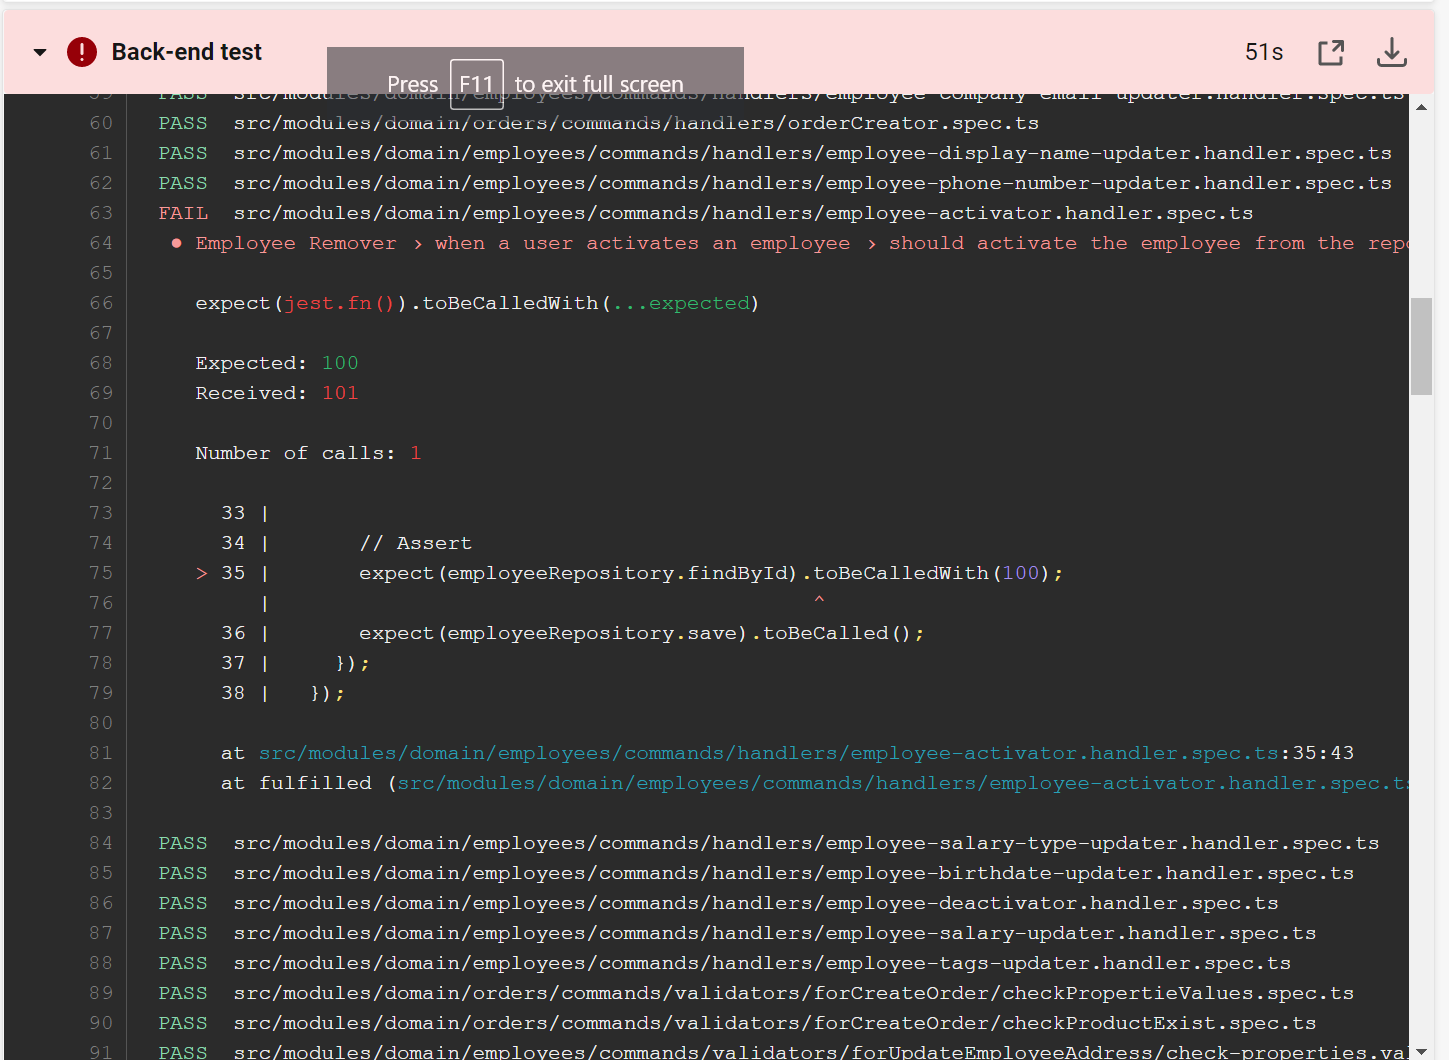 Back-end test
51s
Press F11 to exit full screen
59 PASS src/modules/domain/employees/commands/handlers/employee-company-email-updater.handler.spec.ts
60 PASS src/modules/domain/orders/commands/handlers/orderCreator.spec.ts
61 PASS src/modules/domain/employees/commands/handlers/employee-display-name-updater.handler.spec.ts
62 PASS src/modules/domain/employees/commands/handlers/employee-phone-number-updater.handler.spec.ts
63 FAIL src/modules/domain/employees/commands/handlers/employee-activator.handler.spec.ts
64 ● Employee Remover › when a user activates an employee › should activate the employee from the repo
65
66 expect(jest.fn()).toBeCalledWith(...expected)
67
68 Expected: 100
69 Received: 101
70
71 Number of calls: 1
72
73 33 |
74 34 | // Assert
75 > 35 | expect(employeeRepository.findById).toBeCalledWith(100);
76 | ^
77 36 | expect(employeeRepository.save).toBeCalled();
78 37 | });
79 38 | });
80
81 at src/modules/domain/employees/commands/handlers/employee-activator.handler.spec.ts:35:43
82 at fulfilled (src/modules/domain/employees/commands/handlers/employee-activator.handler.spec.ts
83
84 PASS src/modules/domain/employees/commands/handlers/employee-salary-type-updater.handler.spec.ts
85 PASS src/modules/domain/employees/commands/handlers/employee-birthdate-updater.handler.spec.ts
86 PASS src/modules/domain/employees/commands/handlers/employee-deactivator.handler.spec.ts
87 PASS src/modules/domain/employees/commands/handlers/employee-salary-updater.handler.spec.ts
88 PASS src/modules/domain/employees/commands/handlers/employee-tags-updater.handler.spec.ts
89 PASS src/modules/domain/orders/commands/validators/forCreateOrder/checkPropertieValues.spec.ts
90 PASS src/modules/domain/orders/commands/validators/forCreateOrder/checkProductExist.spec.ts
91 PASS src/modules/domain/employees/commands/validators/forUpdateEmployeeAddress/check-properties.val